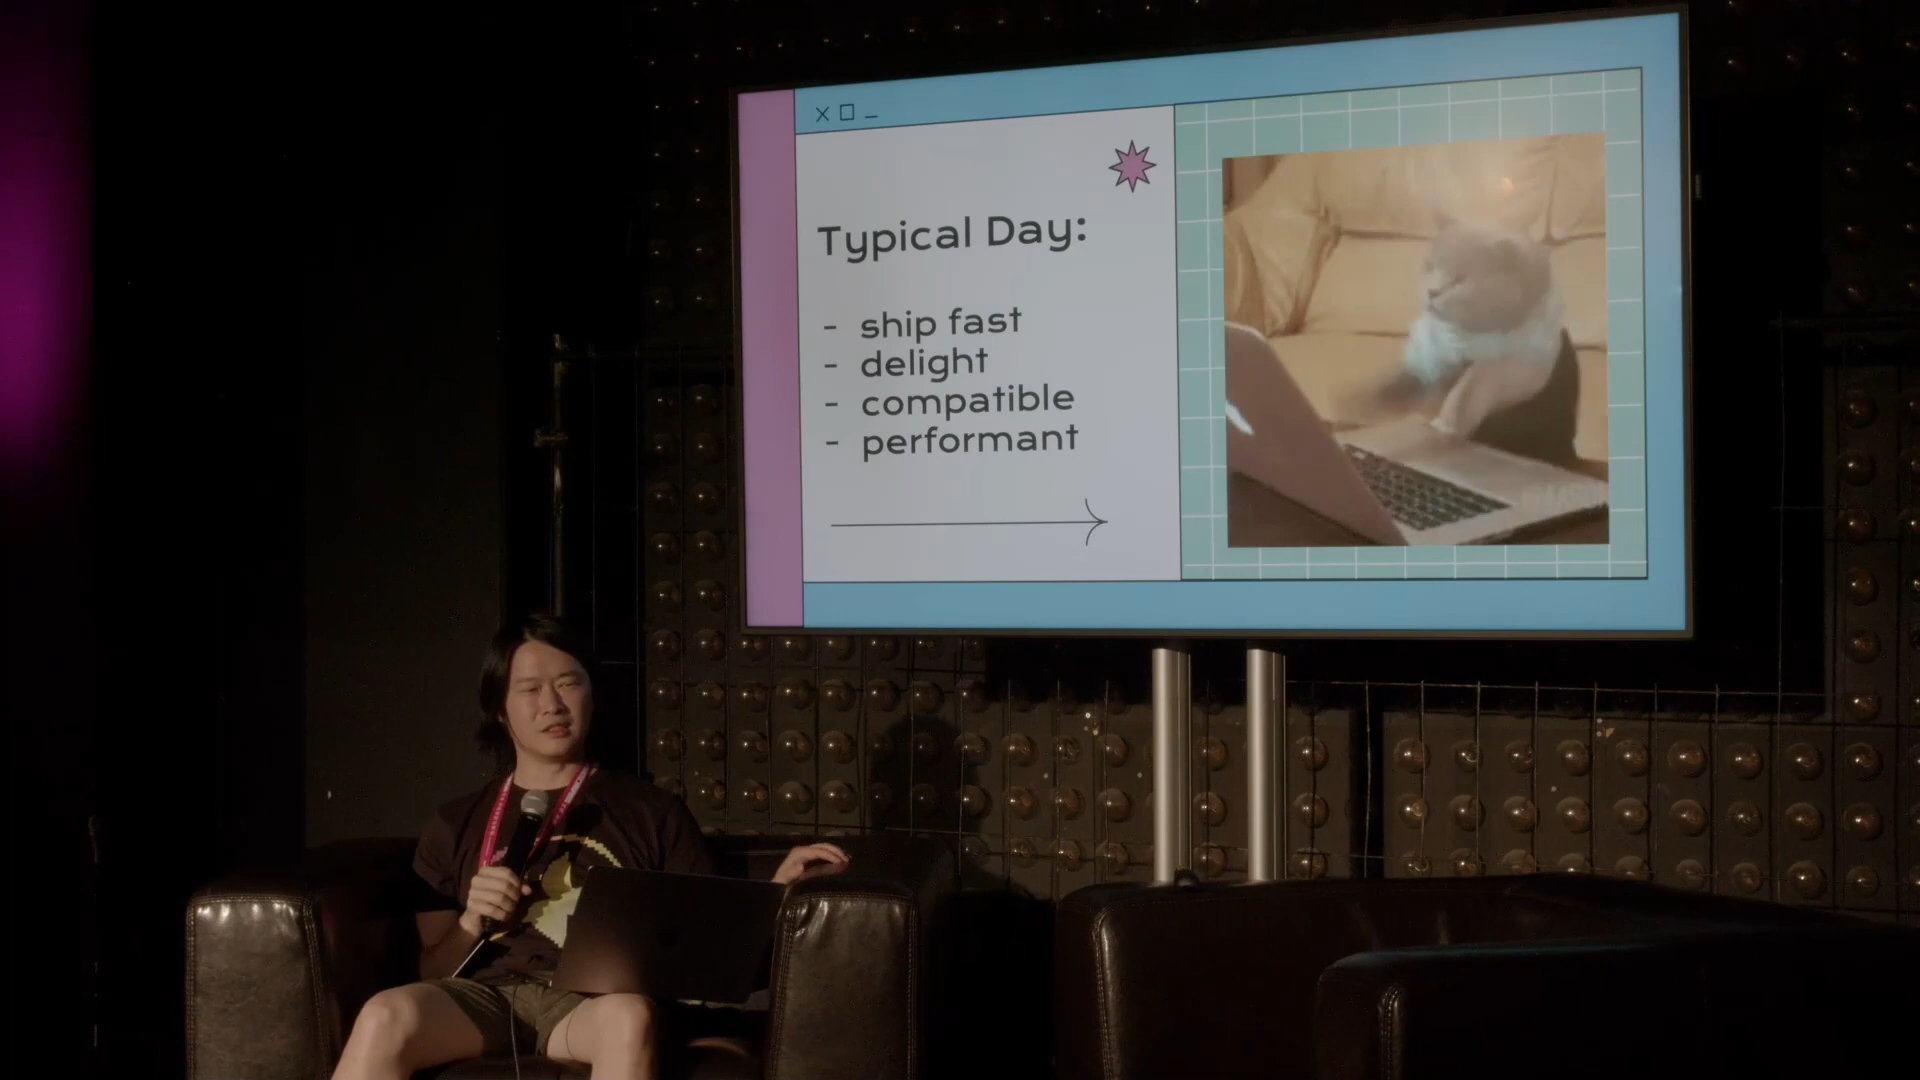 Typical Day:
- ship fast
- delight
- compatible
- performant